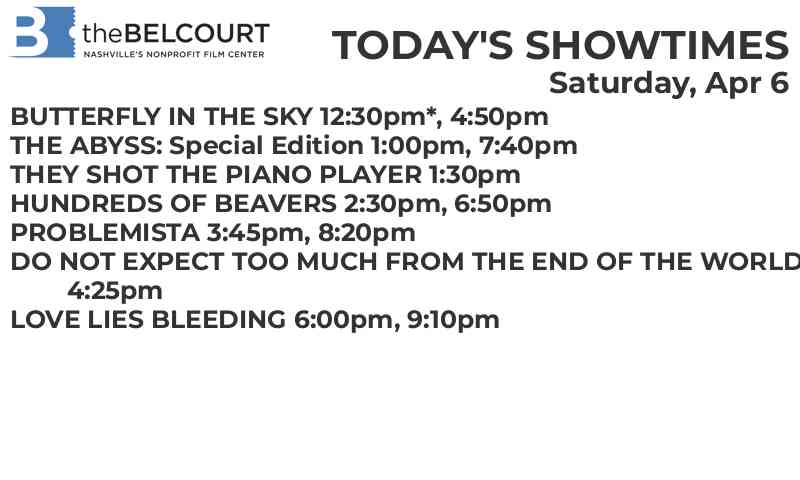 B theBELCOURT
NASHVILLE'S NONPROFIT FILM CENTER
TODAY'S SHOWTIMES
Saturday, Apr 6
BUTTERFLY IN THE SKY 12:30pm*, 4:50pm
THE ABYSS: Special Edition 1:00pm, 7:40pm
THEY SHOT THE PIANO PLAYER 1:30pm
HUNDREDS OF BEAVERS 2:30pm, 6:50pm
PROBLEMISTA 3:45pm, 8:20pm
DO NOT EXPECT TOO MUCH FROM THE END OF THE WORLD
4:25pm
LOVE LIES BLEEDING 6:00pm, 9:10pm